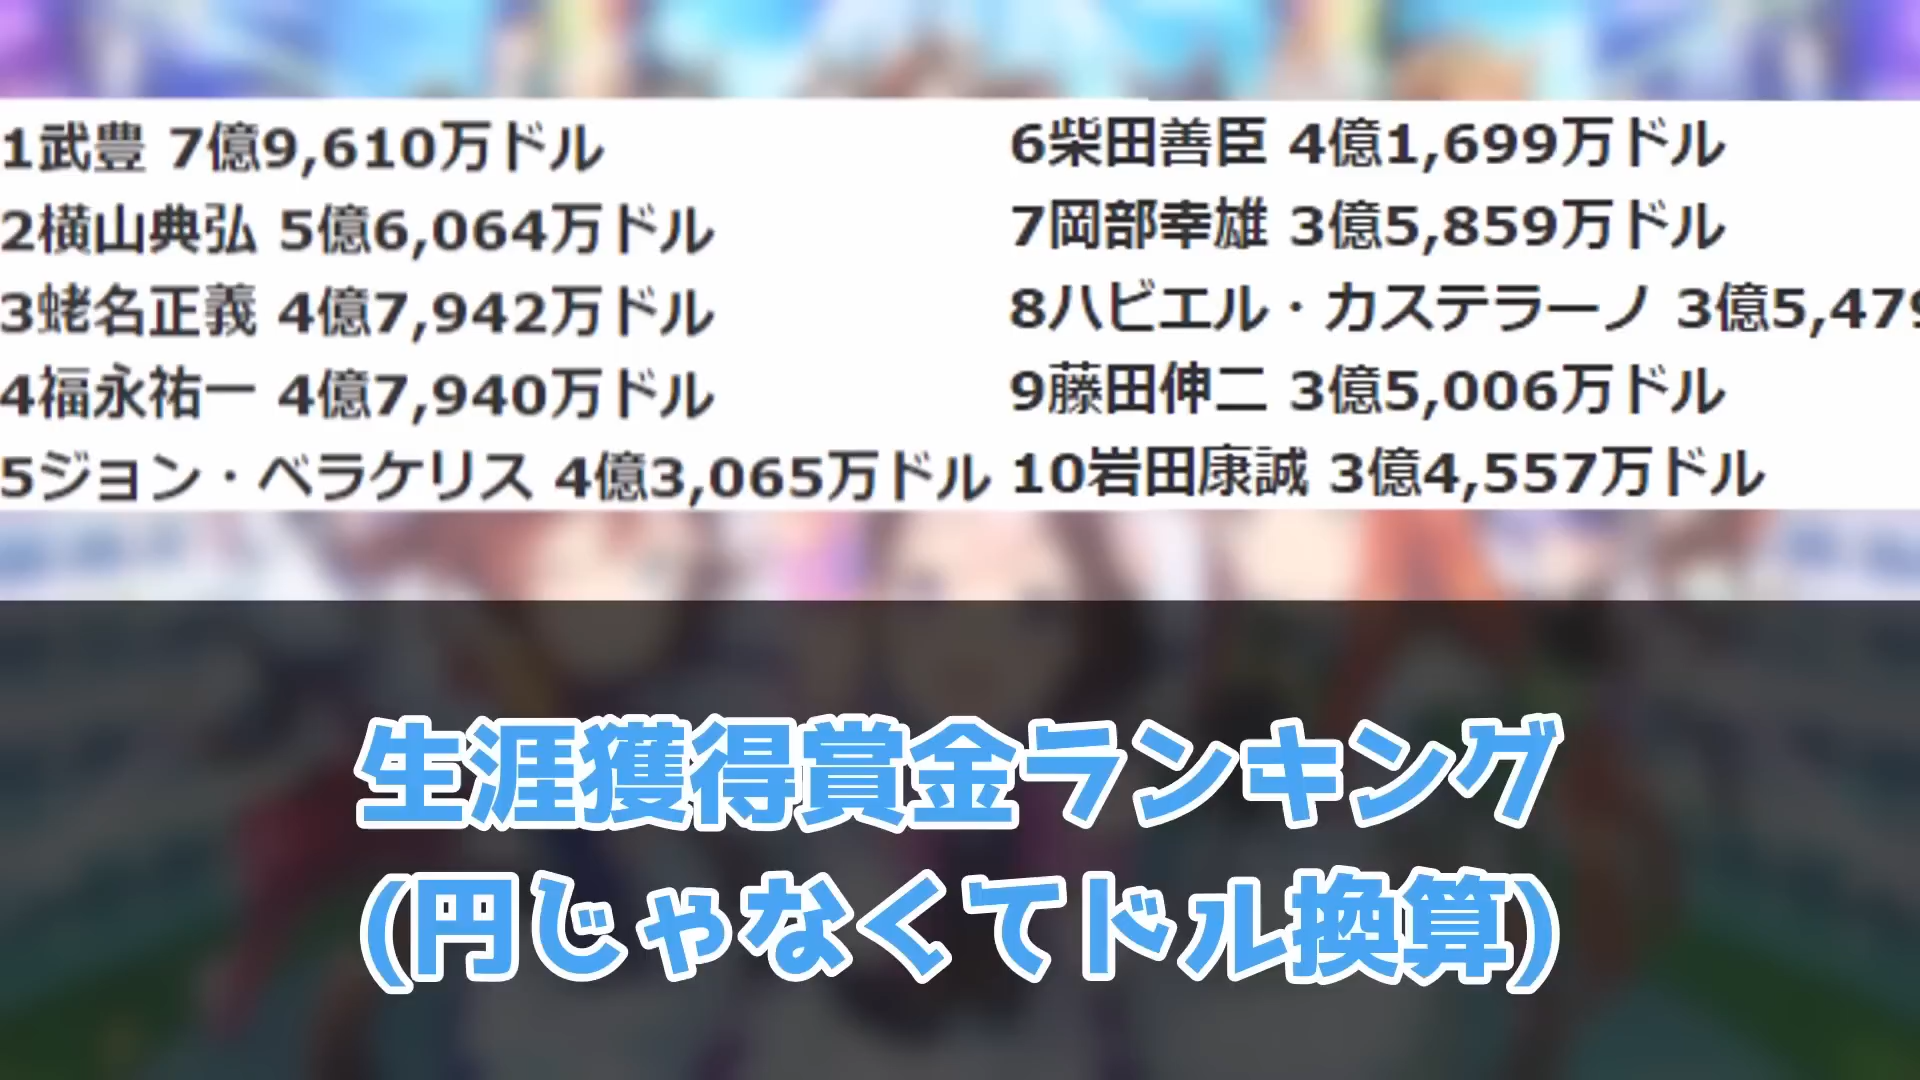 1武豊 7億9,610万ドル
2横山典弘 5億6,064万ドル
3蛯名正義 4億7,942万ドル
4福永祐一 4億7,940万ドル
5ジョン・ベラケリス 4億3,065万ドル
6柴田善臣 4億1,699万ドル
7岡部幸雄 3億5,859万ドル
8ハビエル・カステラーノ 3億5,479
9藤田伸二 3億5,006万ドル
10岩田康誠 3億4,557万ドル
生涯獲得賞金ランキング
(円じゃなくてドル換算)